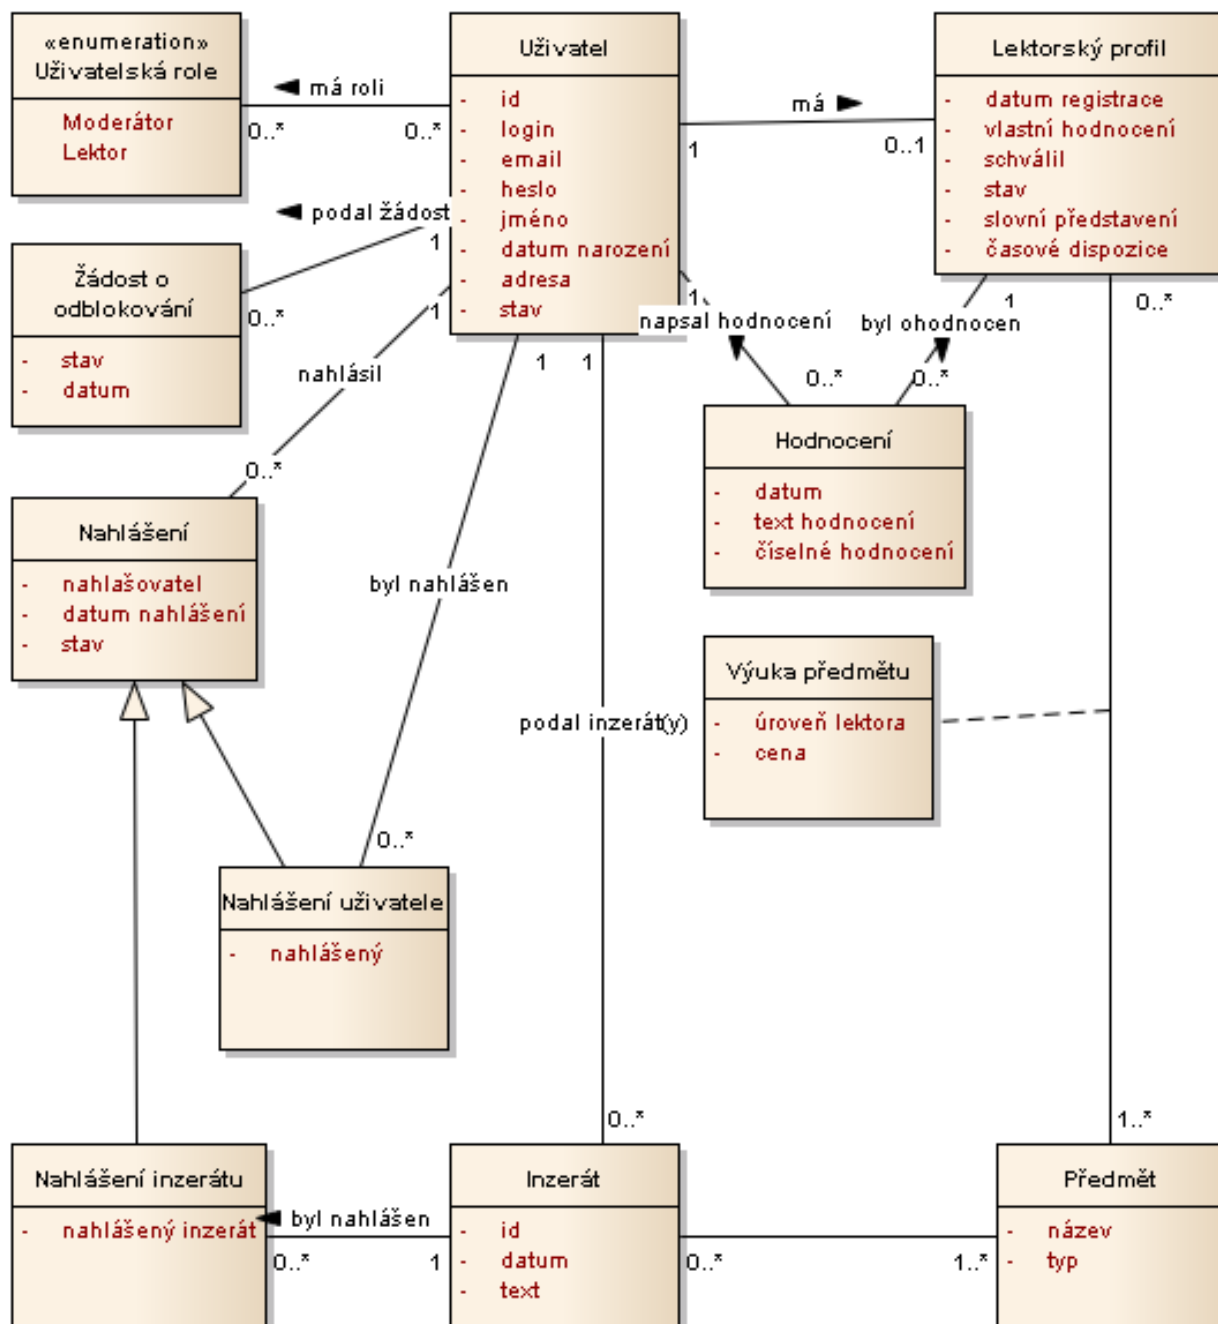 «enumeration»
Uživatelská role
Moderátor
Lektor
má roli
0..*
0..*
Uživatel
- id
- login
- email
- heslo
- jméno
- datum narození
- adresa
- stav
má
1
0..1
Lektorský profil
- datum registrace
- vlastní hodnocení
- schválil
- stav
- slovní představení
- časové dispozice
podal žádost
1
0..*
Žádost o
odblokování
- stav
- datum
nahlásil
1
0..*
1
napsal hodnocení
0..*
1
byl ohodnocen
0..*
0..*
1
1
Hodnocení
- datum
- text hodnocení
- číselné hodnocení
Nahlášení
- nahlašovatel
- datum nahlášení
- stav
byl nahlášen
0..*
podal inzerát(y)
0..*
Výuka předmětu
- úroveň lektora
- cena
Nahlášení uživatele
- nahlášený
1..*
Nahlášení inzerátu
- nahlášený inzerát
byl nahlášen
0..*
1
Inzerát
- id
- datum
- text
0..*
1..*
Předmět
- název
- typ